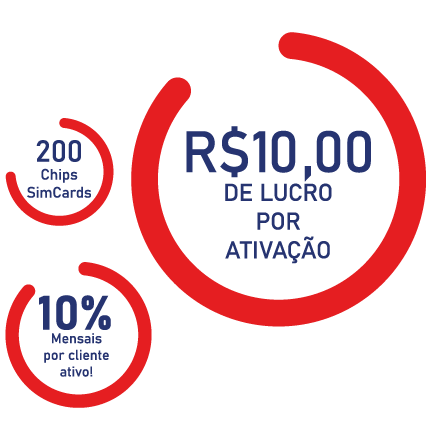 200
Chips
SimCards
R$10,00
DE LUCRO
POR
ATIVAÇÃO
10%
Mensais
por cliente
ativo!